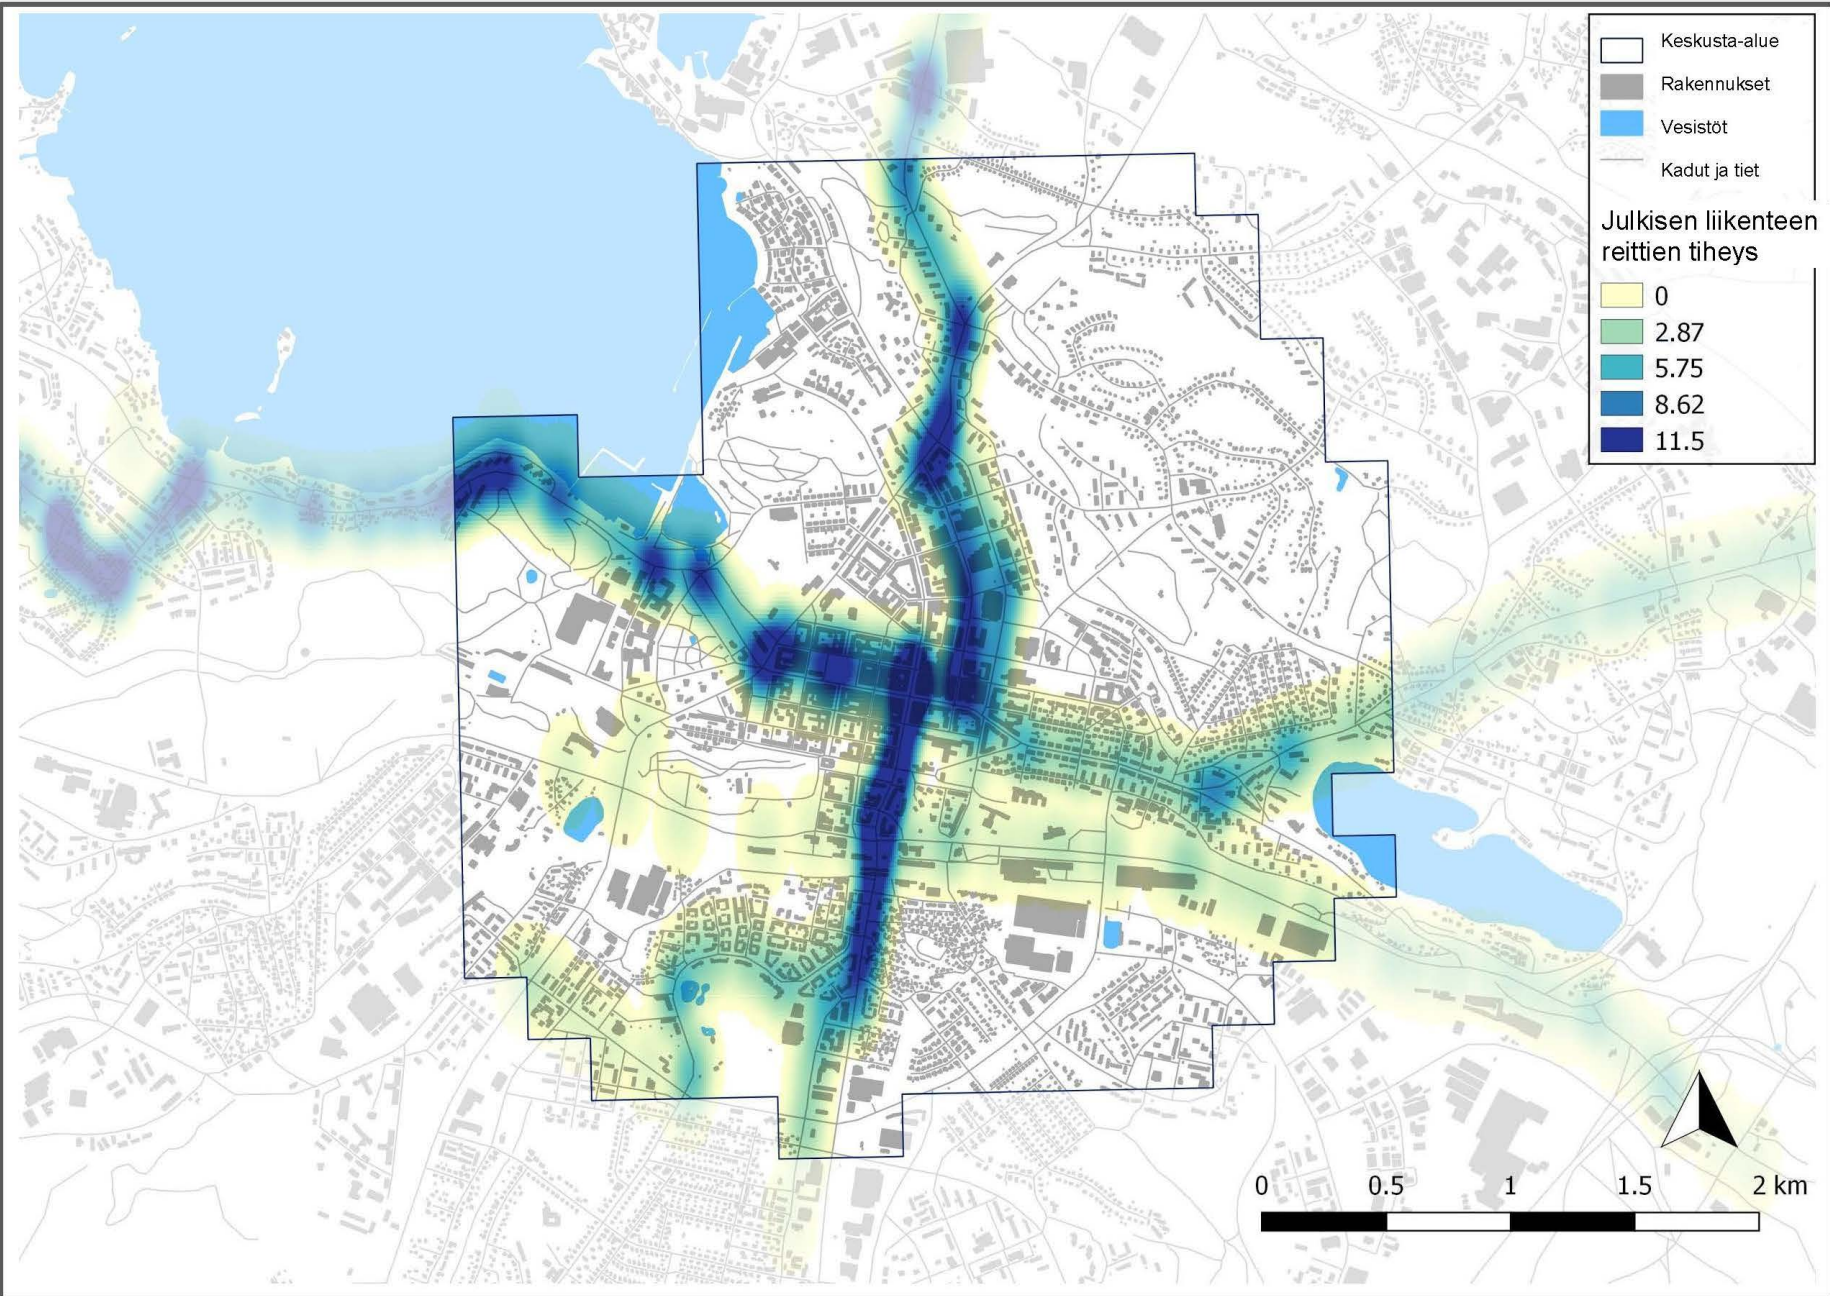 Keskusta-alue
Rakennukset
Vesistöt
Kadut ja tiet
Julkisen liikenteen
reittien tiheys
0
2.87
5.75
8.62
11.5
0 0.5 1 1.5 2 km